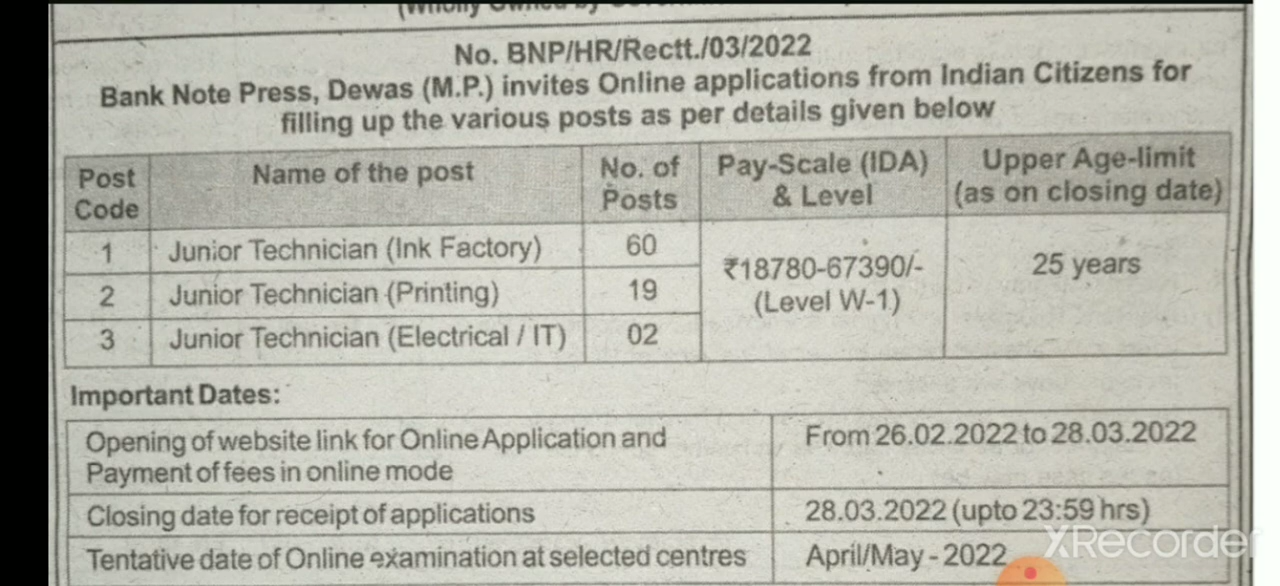 (Wholly Owned by Government
No. BNP/HR/Rectt./03/2022
Bank Note Press, Dewas (M.P.) invites Online applications from Indian Citizens for
filling up the various posts as per details given below
Post Code | Name of the post | No. of Posts | Pay-Scale (IDA) & Level | Upper Age-limit (as on closing date)
1 | Junior Technician (Ink Factory) | 60 | ₹18780-67390/- (Level W-1) | 25 years
2 | Junior Technician (Printing) | 19
3 | Junior Technician (Electrical / IT) | 02
Important Dates:
Opening of website link for Online Application and Payment of fees in online mode | From 26.02.2022 to 28.03.2022
Closing date for receipt of applications | 28.03.2022 (upto 23:59 hrs)
Tentative date of Online examination at selected centres | April/May - 2022
XRecorder